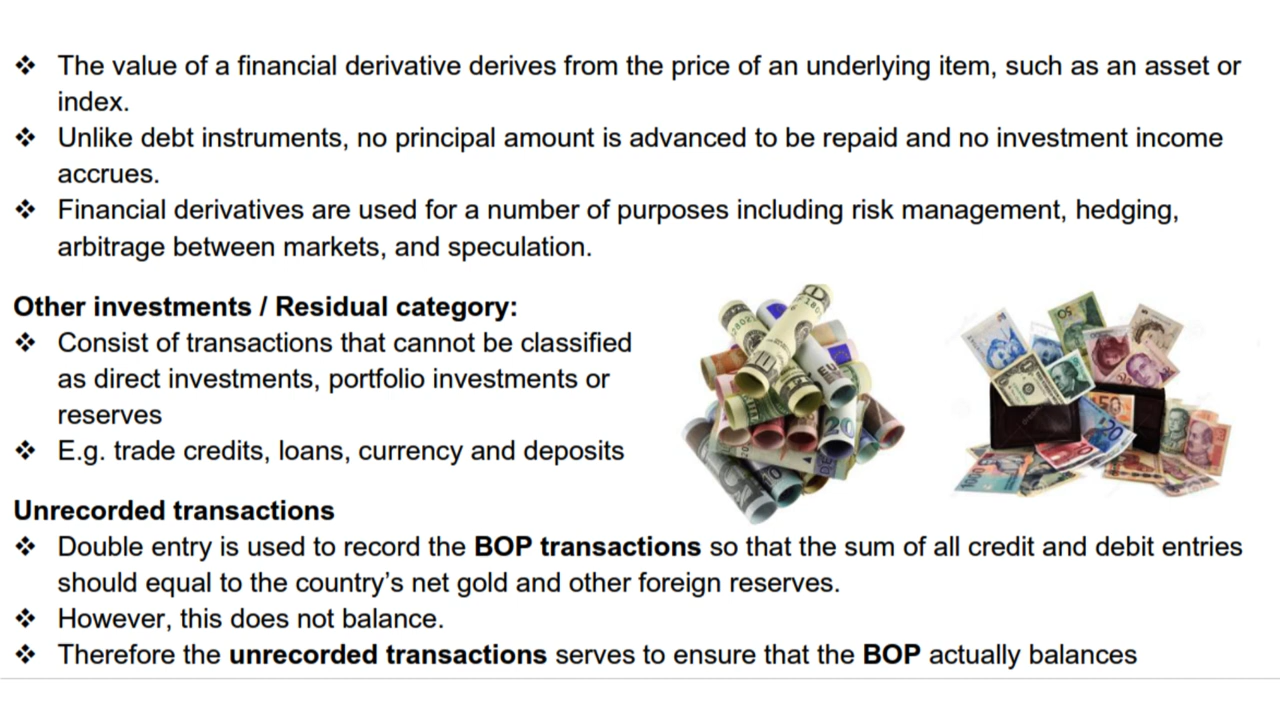 ❖ The value of a financial derivative derives from the price of an underlying item, such as an asset or
index.
❖ Unlike debt instruments, no principal amount is advanced to be repaid and no investment income
accrues.
❖ Financial derivatives are used for a number of purposes including risk management, hedging,
arbitrage between markets, and speculation.
Other investments / Residual category:
❖ Consist of transactions that cannot be classified
as direct investments, portfolio investments or
reserves
❖ E.g. trade credits, loans, currency and deposits
Unrecorded transactions
❖ Double entry is used to record the BOP transactions so that the sum of all credit and debit entries
should equal to the country's net gold and other foreign reserves.
❖ However, this does not balance.
❖ Therefore the unrecorded transactions serves to ensure that the BOP actually balances